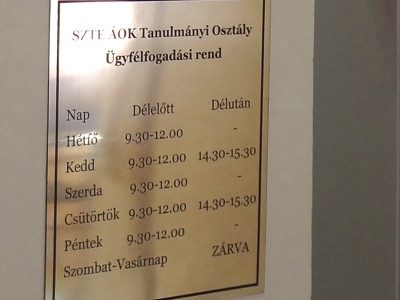 SZTE ÁOK Tanulmányi Osztály
Ügyfélfogadási rend
Nap Délelőtt Délután
Hétfő 9.30-12.00 -
Kedd 9.30-12.00 14.30-15.30
Szerda 9.30-12.00 -
Csütörtök 9.30-12.00 14.30-15.30
Péntek 9.30-12.00 -
Szombat-Vasárnap ZÁRVA